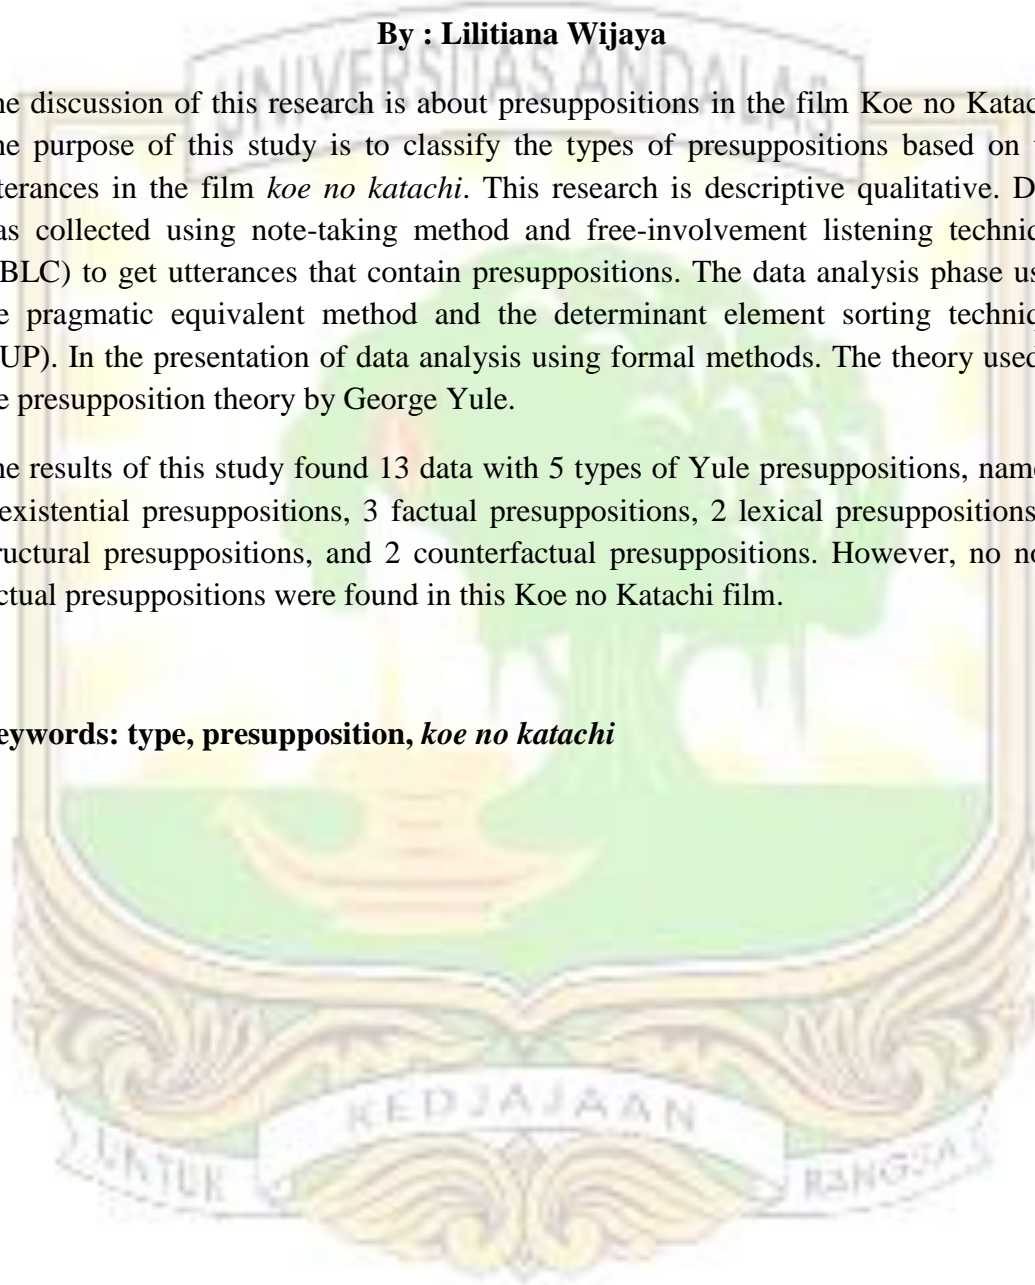 By : Lilitiana Wijaya
UNIVERSITAS ANDALAS
he discussion of this research is about presuppositions in the film Koe no Katac
he purpose of this study is to classify the types of presuppositions based on
tterances in the film koe no katachi. This research is descriptive qualitative. D
as collected using note-taking method and free-involvement listening techni
BLC) to get utterances that contain presuppositions. The data analysis phase us
e pragmatic equivalent method and the determinant element sorting techni
UP). In the presentation of data analysis using formal methods. The theory used
e presupposition theory by George Yule.
he results of this study found 13 data with 5 types of Yule presuppositions, nam
existential presuppositions, 3 factual presuppositions, 2 lexical presuppositions
ructural presuppositions, and 2 counterfactual presuppositions. However, no no
ctual presuppositions were found in this Koe no Katachi film.
eywords: type, presupposition, koe no katachi
KEDJAJAAN
UNTUK BANGSA